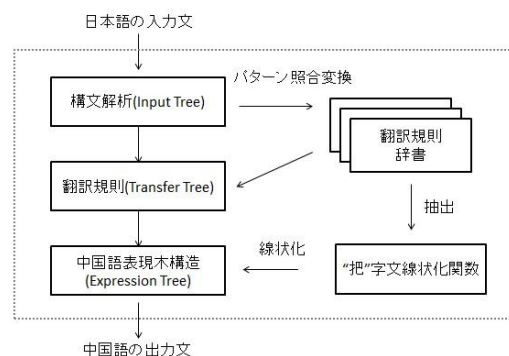 日本語の入力文
パターン照合変換
構文解析(Input Tree)
翻訳規則
辞書
翻訳規則(Transfer Tree)
抽出
線状化
中国語表現木構造
(Expression Tree)
“把”字文線状化関数
中国語の出力文